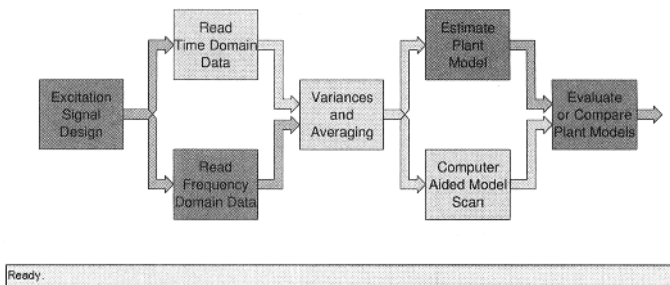 Excitation
Signal
Design
Read
Time Domain
Data
Read
Frequency
Domain Data
Variances
and
Averaging
Estimate
Plant
Model
Computer
Aided Model
Scan
Evaluate
or Compare
Plant Models
Ready.